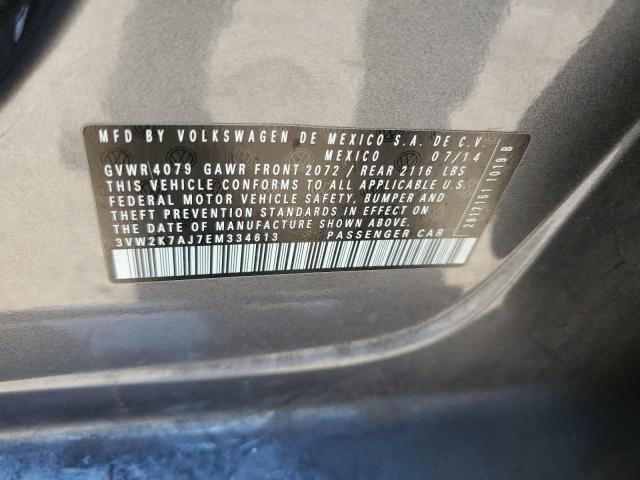 MFD BY VOLKSWAGEN DE MEXICO S.A. DE C.V.
MEXICO 07/14
GVWR 4079 GAWR FRONT 2072 / REAR 2116 LBS
THIS VEHICLE CONFORMS TO ALL APPLICABLE U.S.
FEDERAL MOTOR VEHICLE SAFETY, BUMPER AND
THEFT PREVENTION STANDARDS IN EFFECT ON
THE DATE OF MANUFACTURE SHOWN ABOVE.
3VW2K7AJ7EM334613 PASSENGER CAR
2017151 1019 B